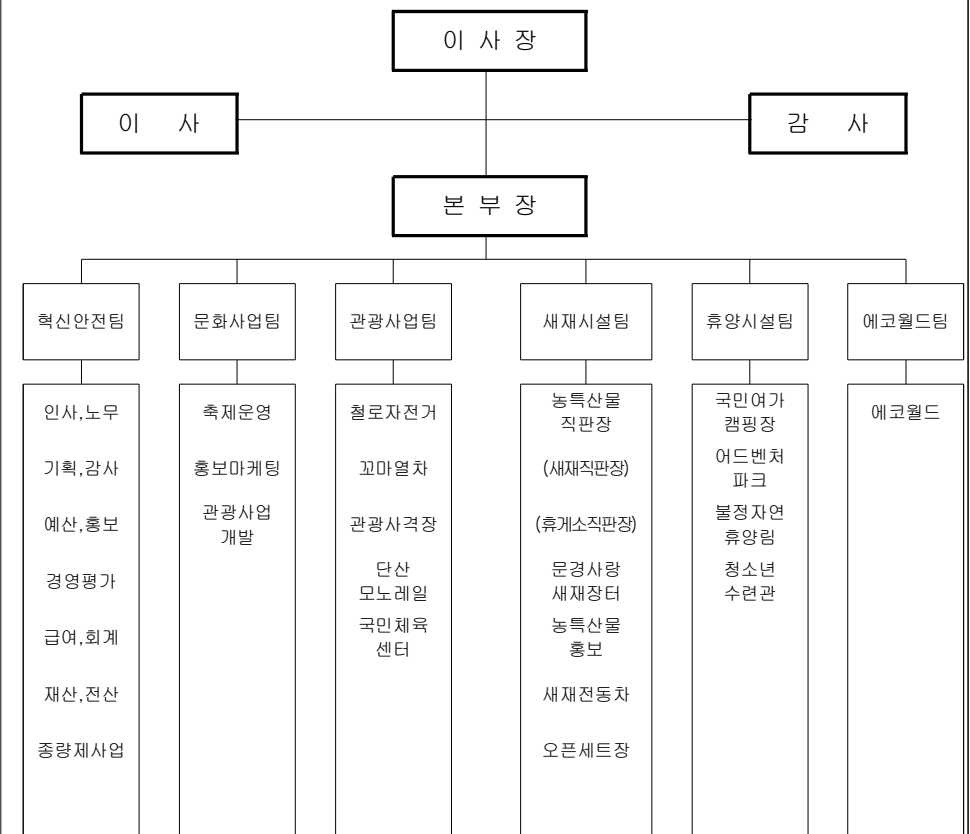 이 사 장
이 사
감 사
본 부 장
혁신안전팀
문화사업팀
관광사업팀
새재시설팀
휴양시설팀
에코월드팀
인사,노무
기획,감사
예산,홍보
경영평가
급여,회계
재산,전산
종량제사업
축제운영
홍보마케팅
관광사업
개발
철로자전거
꼬마열차
관광사격장
단산
모노레일
국민체육
센터
농특산물
직판장
(새재직판장)
(휴게소직판장)
문경사랑
새재장터
농특산물
홍보
새재전동차
오픈세트장
국민여가
캠핑장
어드벤처
파크
불정자연
휴양림
청소년
수련관
에코월드